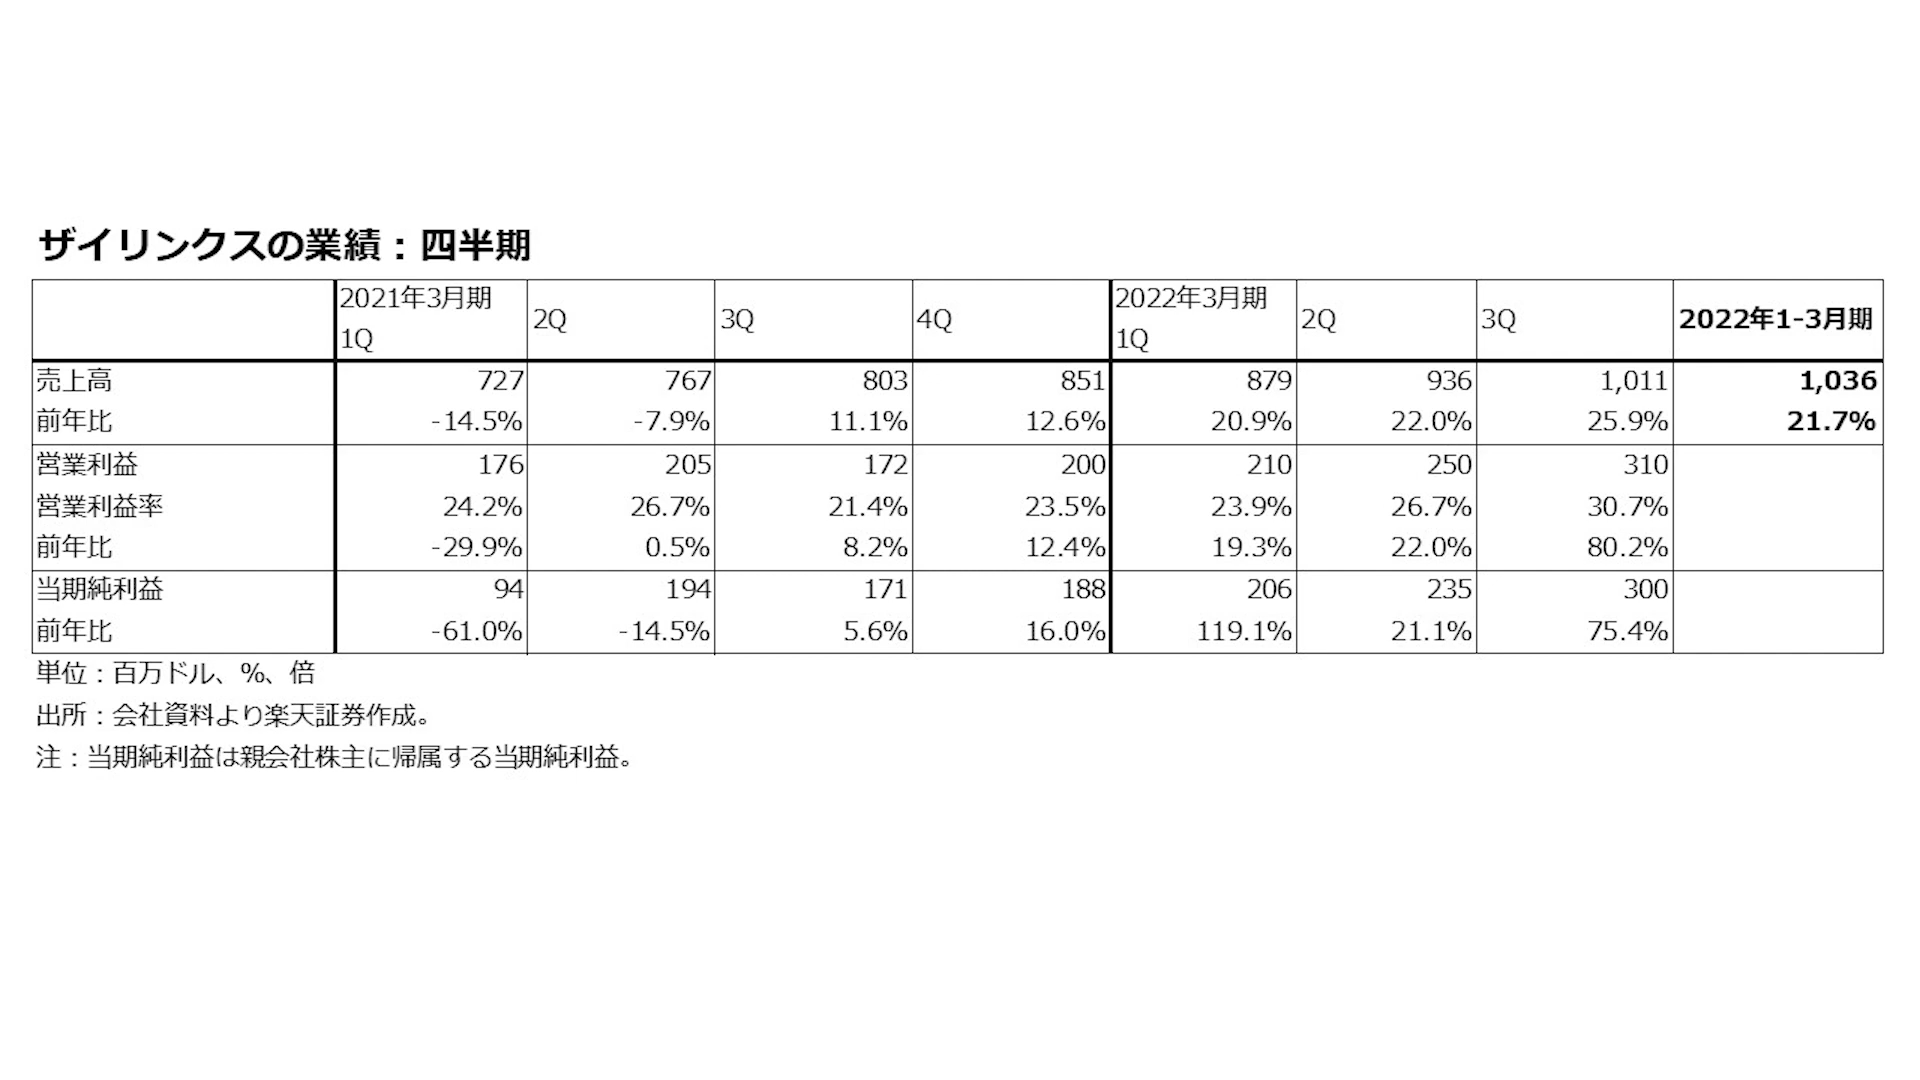 ザイリンクスの業績：四半期
2021年3月期 1Q 2Q 3Q 4Q 2022年3月期 1Q 2Q 3Q 2022年1-3月期
売上高 727 767 803 851 879 936 1,011 1,036
前年比 -14.5% -7.9% 11.1% 12.6% 20.9% 22.0% 25.9% 21.7%
営業利益 176 205 172 200 210 250 310
営業利益率 24.2% 26.7% 21.4% 23.5% 23.9% 26.7% 30.7%
前年比 -29.9% 0.5% 8.2% 12.4% 19.3% 22.0% 80.2%
当期純利益 94 194 171 188 206 235 300
前年比 -61.0% -14.5% 5.6% 16.0% 119.1% 21.1% 75.4%
単位：百万ドル、%、倍
出所：会社資料より楽天証券作成。
注：当期純利益は親会社株主に帰属する当期純利益。